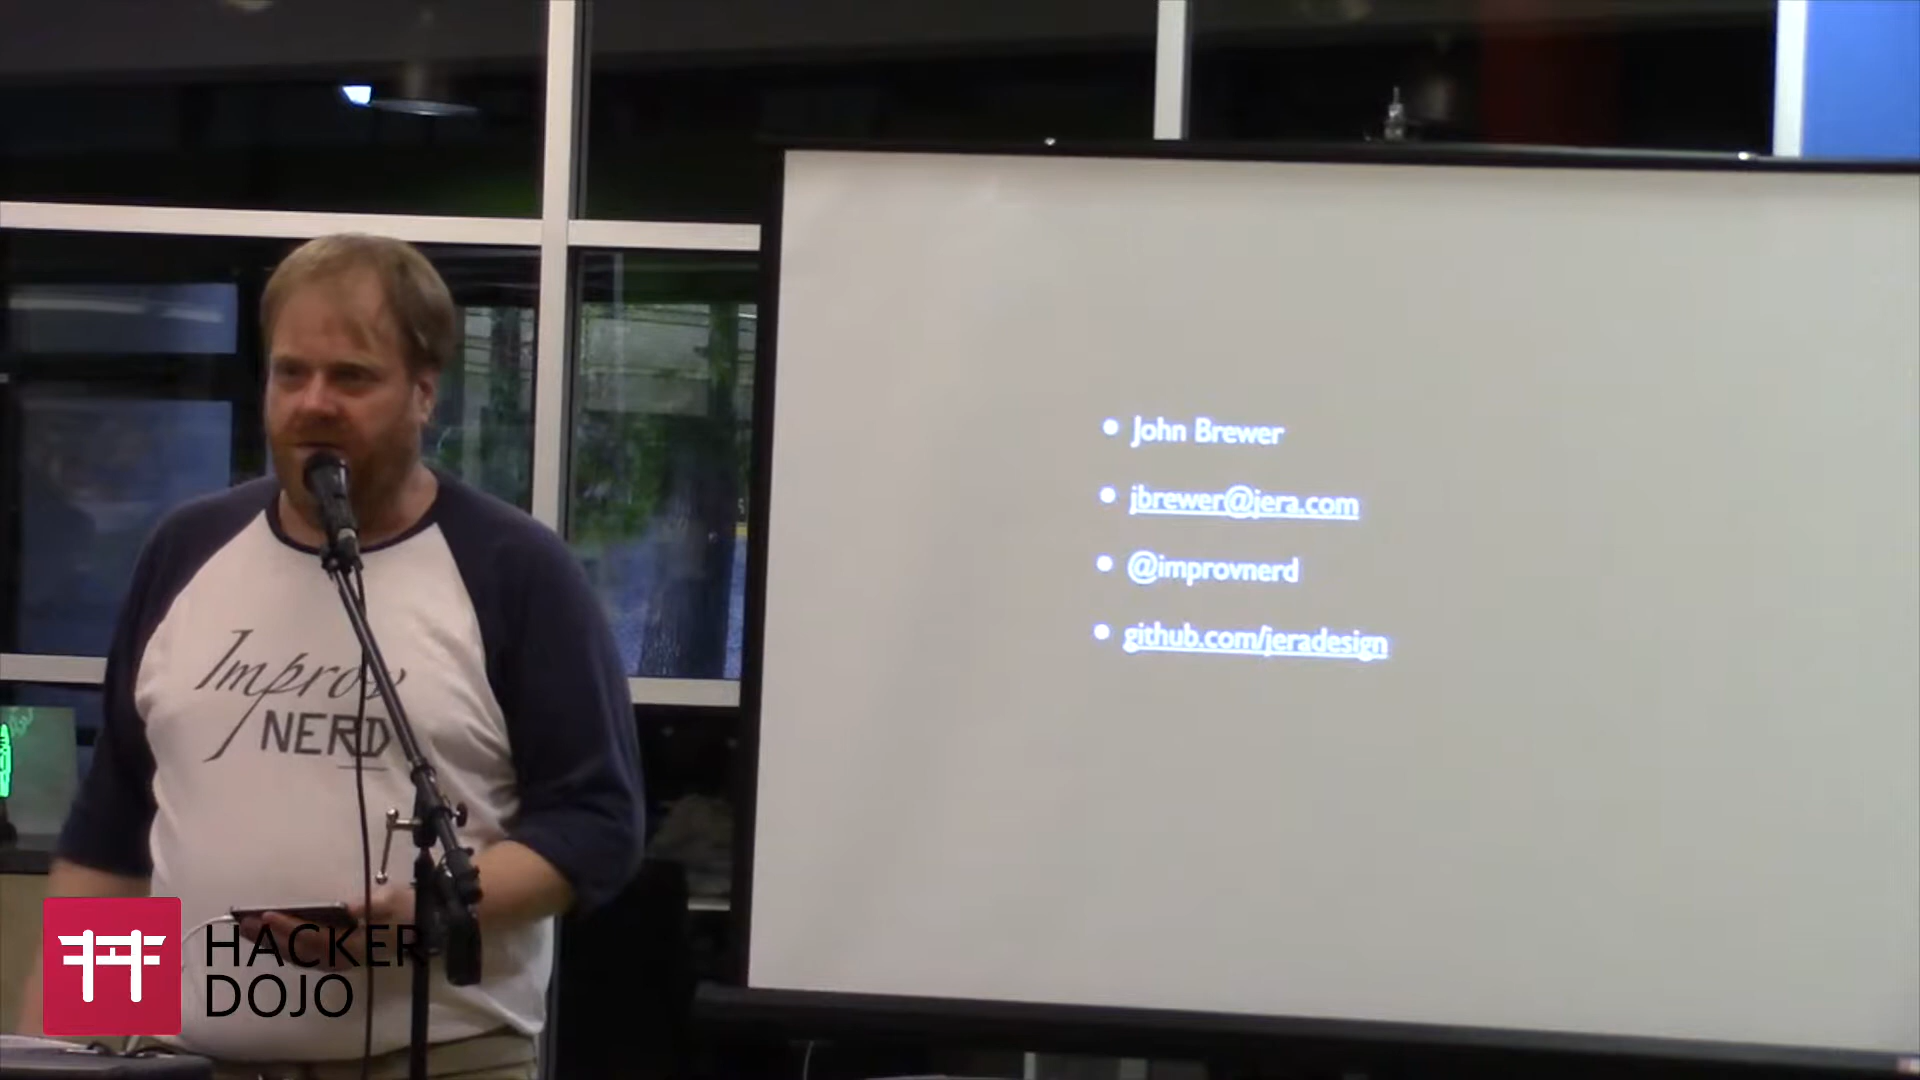 John Brewer
jbrewer@jera.com
@improvnerd
github.com/jeradesign
Improv
NERD
HACKER
DOJO